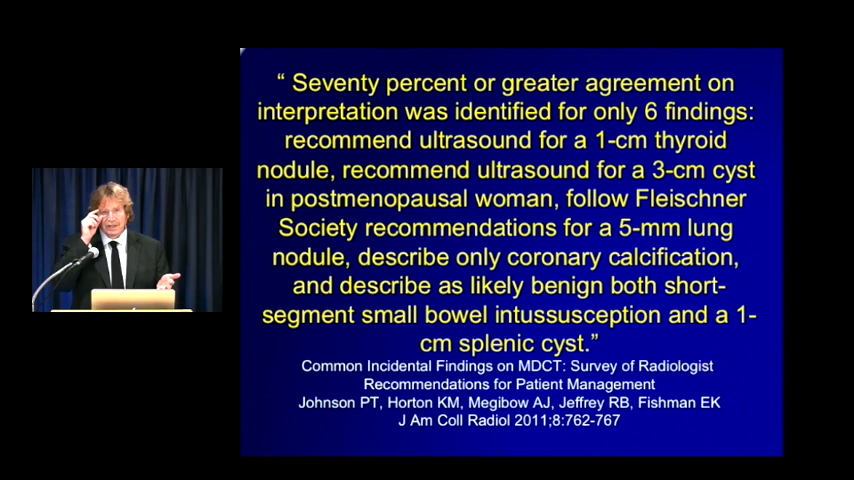 “ Seventy percent or greater agreement on
interpretation was identified for only 6 findings:
recommend ultrasound for a 1-cm thyroid
nodule, recommend ultrasound for a 3-cm cyst
in postmenopausal woman, follow Fleischner
Society recommendations for a 5-mm lung
nodule, describe only coronary calcification,
and describe as likely benign both short-
segment small bowel intussusception and a 1-
cm splenic cyst.”
Common Incidental Findings on MDCT: Survey of Radiologist
Recommendations for Patient Management
Johnson PT, Horton KM, Megibow AJ, Jeffrey RB, Fishman EK
J Am Coll Radiol 2011;8:762-767